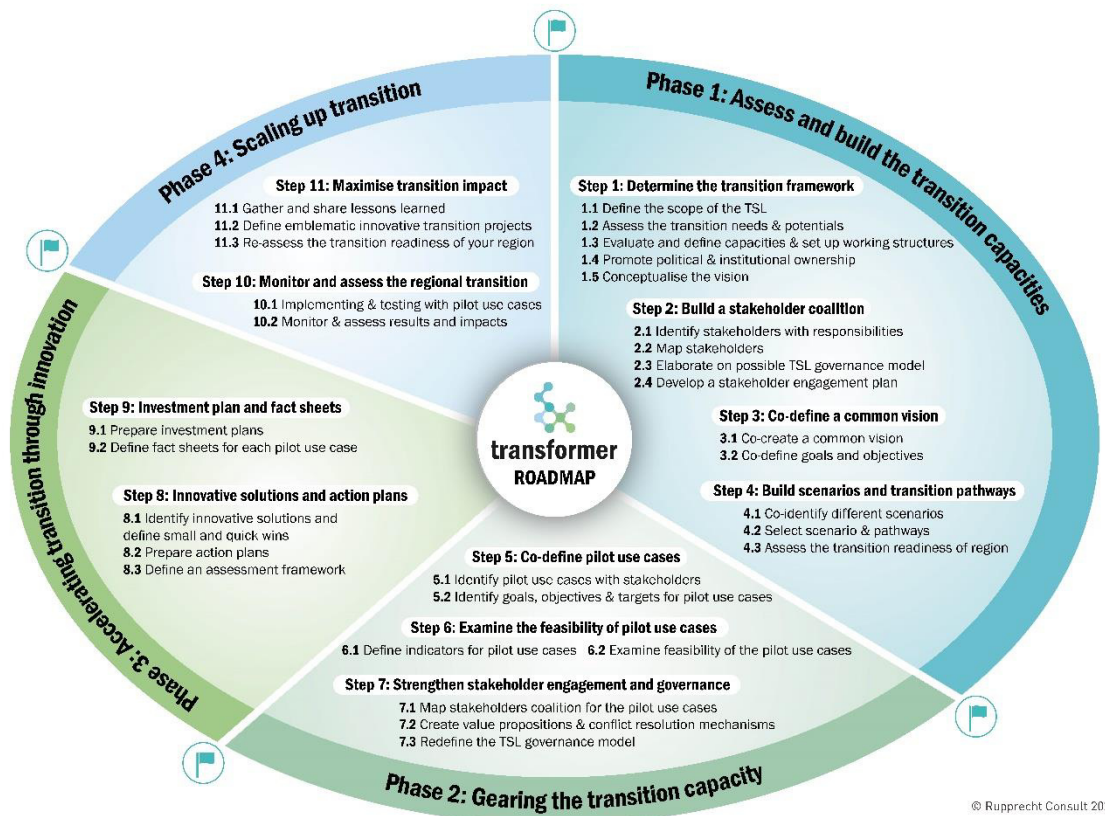 Phase 1: Assess and build the transition capacities
Step 1: Determine the transition framework
1.1 Define the scope of the TSL
1.2 Assess the transition needs & potentials
1.3 Evaluate and define capacities & set up working structures
1.4 Promote political & institutional ownership
1.5 Conceptualise the vision
Step 2: Build a stakeholder coalition
2.1 Identify stakeholders with responsibilities
2.2 Map stakeholders
2.3 Elaborate on possible TSL governance model
2.4 Develop a stakeholder engagement plan
Step 3: Co-define a common vision
3.1 Co-create a common vision
3.2 Co-define goals and objectives
Step 4: Build scenarios and transition pathways
4.1 Co-identify different scenarios
4.2 Select scenario & pathways
4.3 Assess the transition readiness of region
Phase 2: Gearing the transition capacity
Step 5: Co-define pilot use cases
5.1 Identify pilot use cases with stakeholders
5.2 Identify goals, objectives & targets for pilot use cases
Step 6: Examine the feasibility of pilot use cases
6.1 Define indicators for pilot use cases 6.2 Examine feasibility of the pilot use cases
Step 7: Strengthen stakeholder engagement and governance
7.1 Map stakeholders coalition for the pilot use cases
7.2 Create value propositions & conflict resolution mechanisms
7.3 Redefine the TSL governance model
Phase 3: Accelerating transition through innovation
Step 8: Innovative solutions and action plans
8.1 Identify innovative solutions and
define small and quick wins
8.2 Prepare action plans
8.3 Define an assessment framework
Step 9: Investment plan and fact sheets
9.1 Prepare investment plans
9.2 Define fact sheets for each pilot use case
Phase 4: Scaling up transition
Step 10: Monitor and assess the regional transition
10.1 Implementing & testing with pilot use cases
10.2 Monitor & assess results and impacts
Step 11: Maximise transition impact
11.1 Gather and share lessons learned
11.2 Define emblematic innovative transition projects
11.3 Re-assess the transition readiness of your region
transformer
ROADMAP
© Rupprecht Consult 20